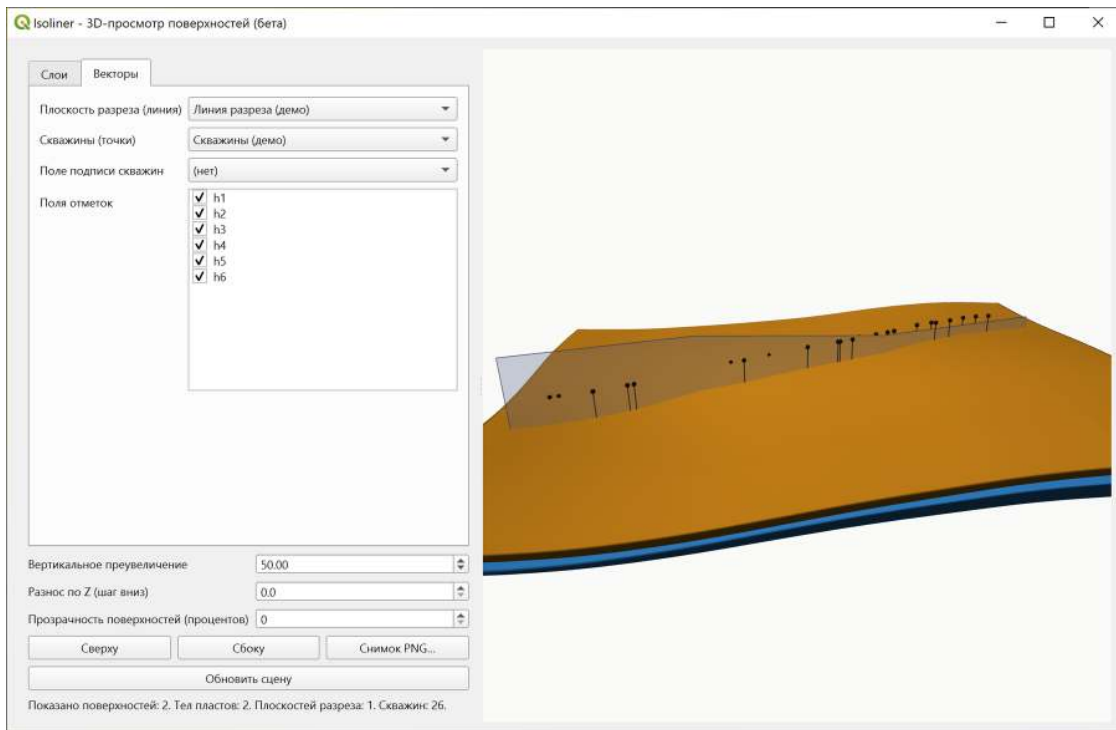 Isoliner - 3D-просмотр поверхностей (бета)
Слои Векторы
Плоскость разреза (линия) Линия разреза (демо)
Скважины (точки) Скважины (демо)
Поле подписи скважин (нет)
Поля отметок h1
h2
h3
h4
h5
h6
Вертикальное преувеличение 50.00
Разнос по Z (шаг вниз) 0.0
Прозрачность поверхностей (процентов) 0
Сверху Сбоку Снимок PNG...
Обновить сцену
Показано поверхностей: 2. Тел пластов: 2. Плоскостей разреза: 1. Скважин: 26.